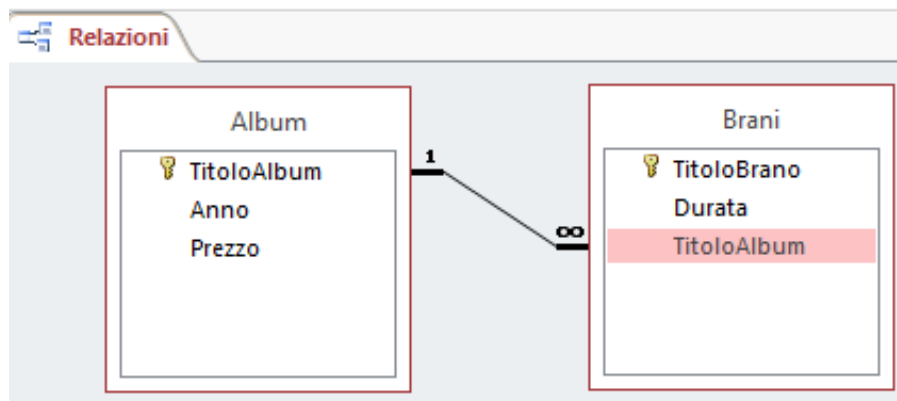 Relazioni
Album
TitoloAlbum
Anno
Prezzo
1
∞
Brani
TitoloBrano
Durata
TitoloAlbum